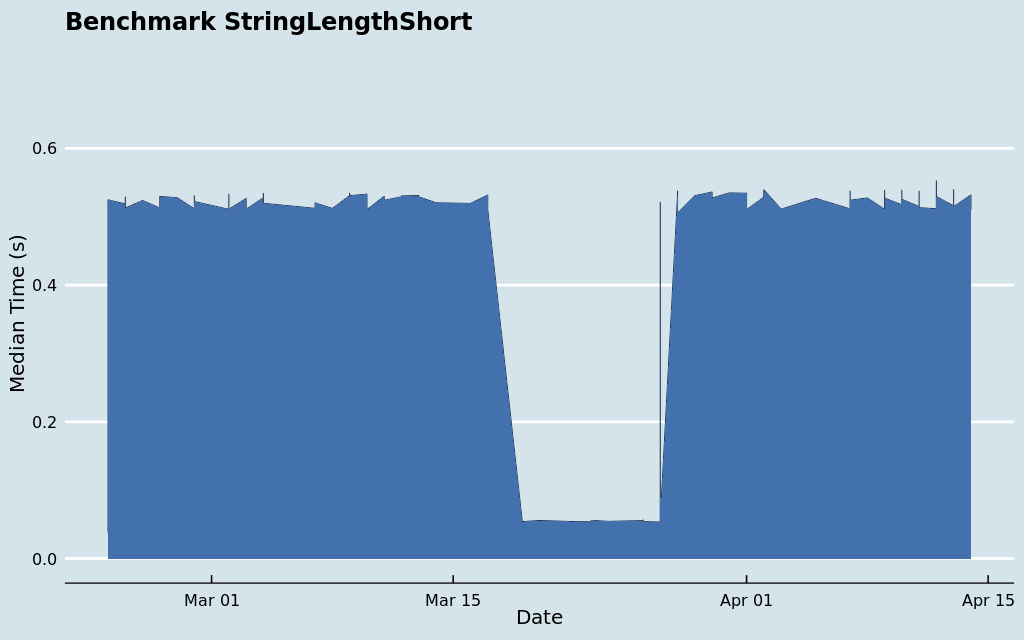 Benchmark StringLengthShort
0.6
0.4
0.2
0.0
Median Time (s)
Mar 01
Mar 15
Apr 01
Apr 15
Date